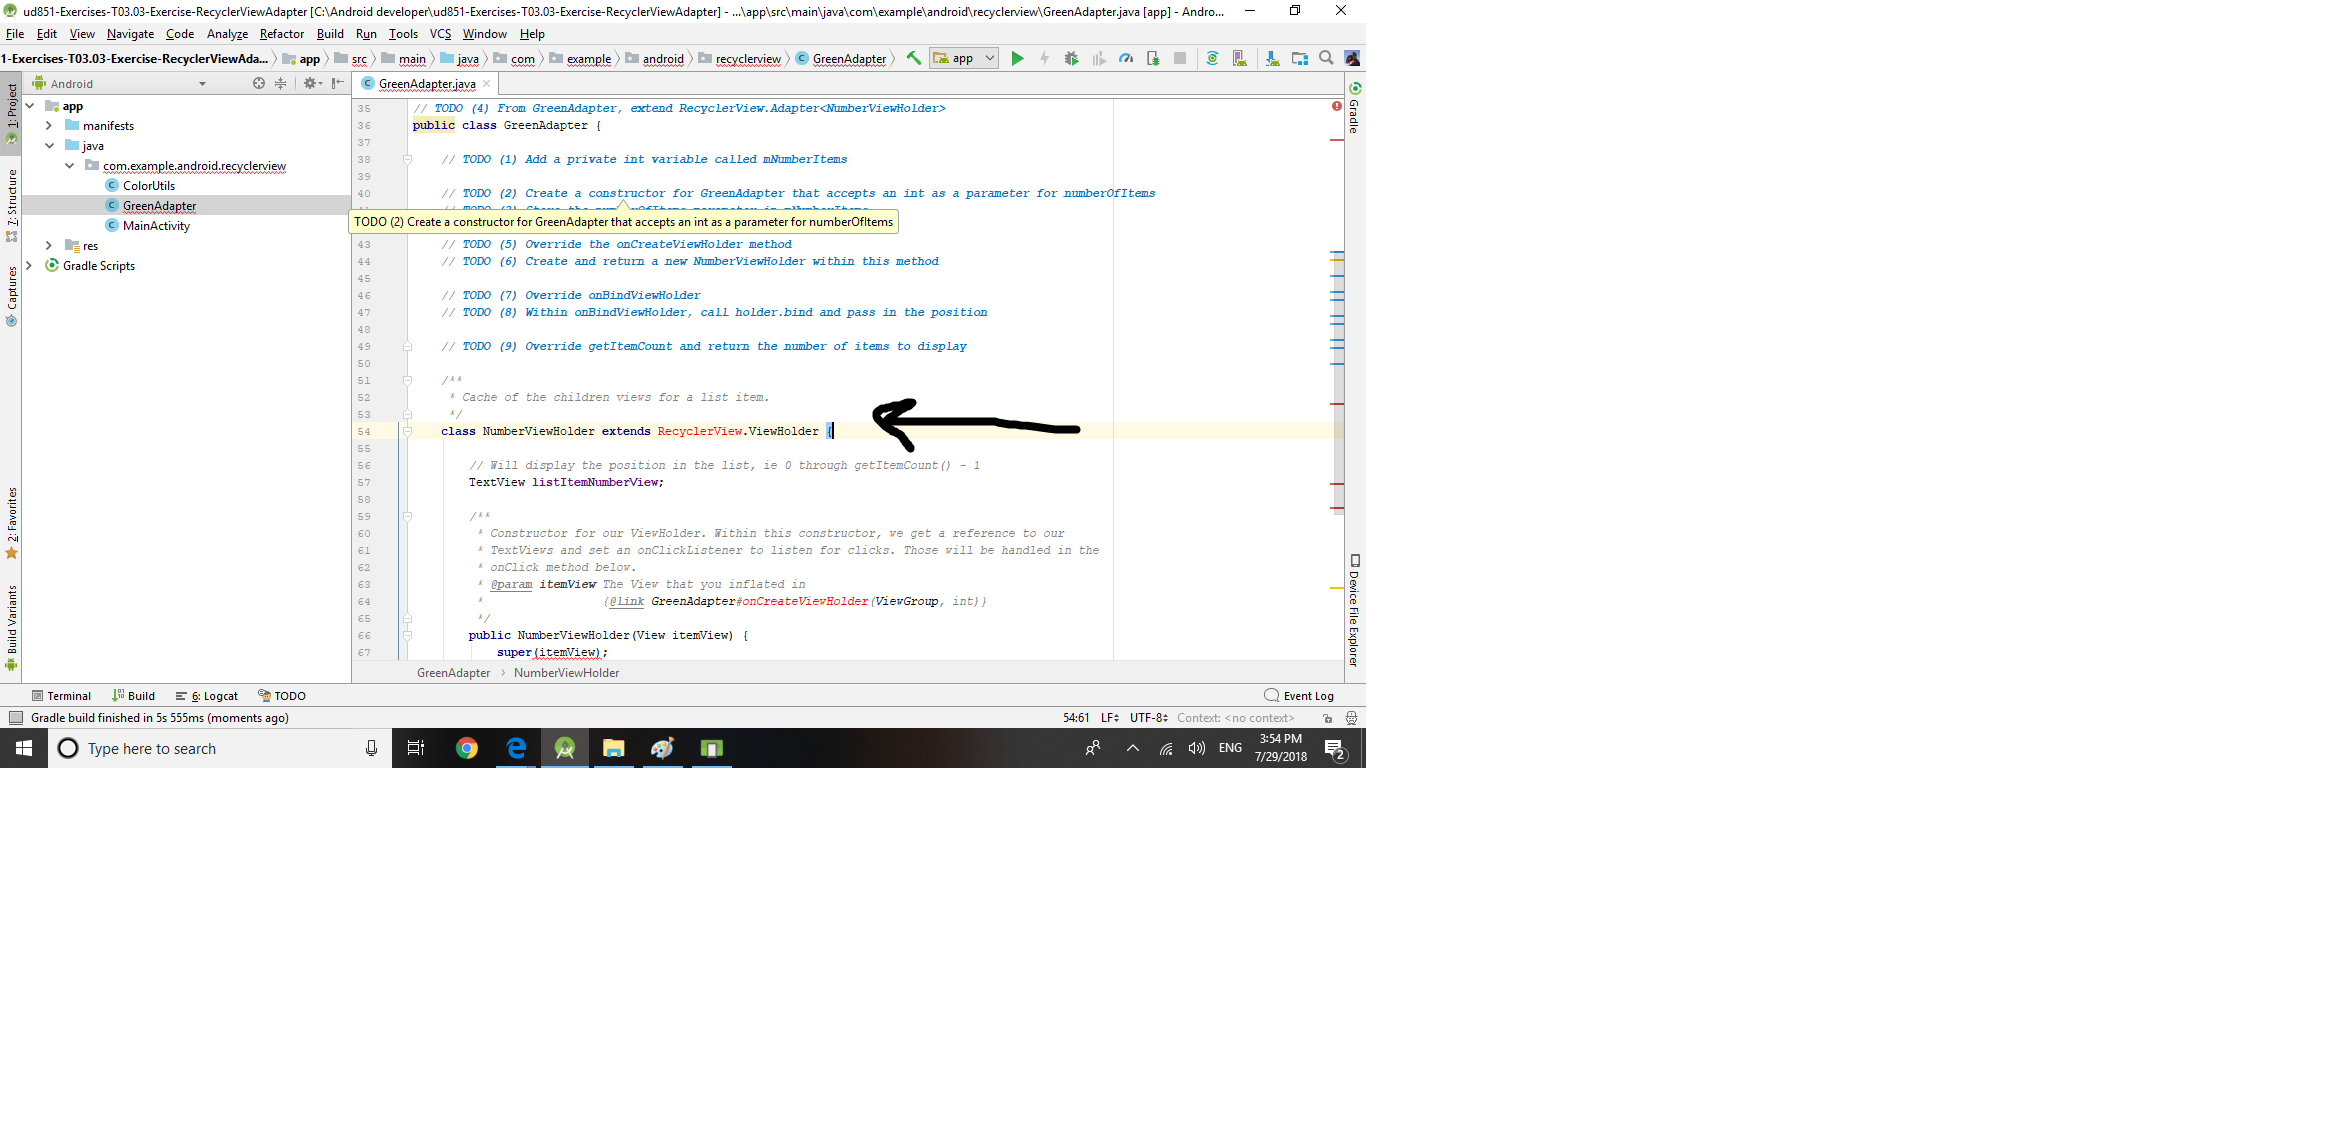 ud851-Exercises-T03.03-Exercise-RecyclerViewAdapter [C:\Android developer\ud851-Exercises-T03.03-Exercise-RecyclerViewAdapter] - ...\app\src\main\java\com\example\android\recyclerview\GreenAdapter.java [app] - Andro...
File Edit View Navigate Code Analyze Refactor Build Run Tools VCS Window Help
1-Exercises-T03.03-Exercise-RecyclerViewAda... app src main java com example android recyclerview GreenAdapter app
Android
GreenAdapter.java
1: Project
7: Structure
Captures
2: Favorites
Build Variants
app
manifests
java
com.example.android.recyclerview
ColorUtils
GreenAdapter
MainActivity
res
Gradle Scripts
35 // TODO (4) From GreenAdapter, extend RecyclerView.Adapter<NumberViewHolder>
36 public class GreenAdapter {
37
38 // TODO (1) Add a private int variable called mNumberItems
39
40 // TODO (2) Create a constructor for GreenAdapter that accepts an int as a parameter for numberOfItems
TODO (2) Create a constructor for GreenAdapter that accepts an int as a parameter for numberOfItems
43 // TODO (5) Override the onCreateViewHolder method
44 // TODO (6) Create and return a new NumberViewHolder within this method
45
46 // TODO (7) Override onBindViewHolder
47 // TODO (8) Within onBindViewHolder, call holder.bind and pass in the position
48
49 // TODO (9) Override getItemCount and return the number of items to display
50
51 /**
52 * Cache of the children views for a list item.
53 */
54 class NumberViewHolder extends RecyclerView.ViewHolder {
55
56 // Will display the position in the list, ie 0 through getItemCount() - 1
57 TextView listItemNumberView;
58
59 /**
60 * Constructor for our ViewHolder. Within this constructor, we get a reference to our
61 * TextViews and set an onClickListener to listen for clicks. Those will be handled in the
62 * onClick method below.
63 * @param itemView The View that you inflated in
64 * {@link GreenAdapter#onCreateViewHolder(ViewGroup, int)}
65 */
66 public NumberViewHolder(View itemView) {
67 super(itemView);
GreenAdapter › NumberViewHolder
Gradle
Device File Explorer
Terminal Build 6: Logcat TODO Event Log
Gradle build finished in 5s 555ms (moments ago) 54:61 LF UTF-8 Context: <no context>
Type here to search
ENG
3:54 PM
7/29/2018
2